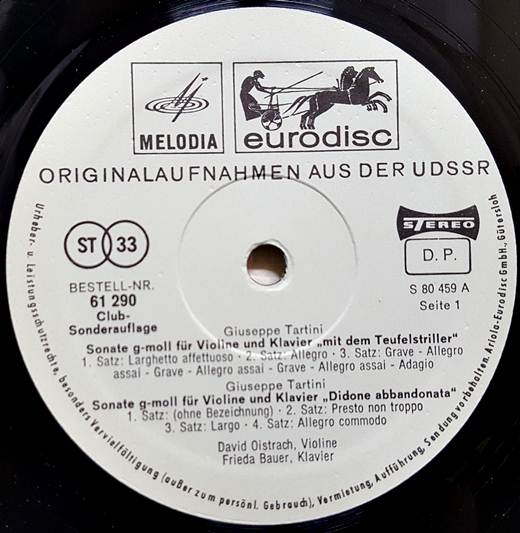 MELODIA
eurodisc
ORIGINALAUFNAHMEN AUS DER UDSSR
ST 33
STEREO
D. P.
BESTELL-NR.
61 290
Club-
Sonderauflage
S 80 459 A
Seite 1
Giuseppe Tartini
Sonate g-moll für Violine und Klavier „mit dem Teufelstriller"
1. Satz: Larghetto affettuoso · 2. Satz: Allegro · 3. Satz: Grave - Allegro
assai - Grave - Allegro assai - Grave - Allegro assai - Adagio
Giuseppe Tartini
Sonate g-moll für Violine und Klavier „Didone abbandonata"
1. Satz: (ohne Bezeichnung) · 2. Satz: Presto non troppo
3. Satz: Largo · 4. Satz: Allegro commodo
David Oistrach, Violine
Frieda Bauer, Klavier
Urheber- u. Leistungsschutzrechte, besonders Vervielfältigung (außer zum persönl. Gebrauch), Vermietung, Aufführung, Sendung vorbehalten. Ariola-Eurodisc GmbH., Gütersloh